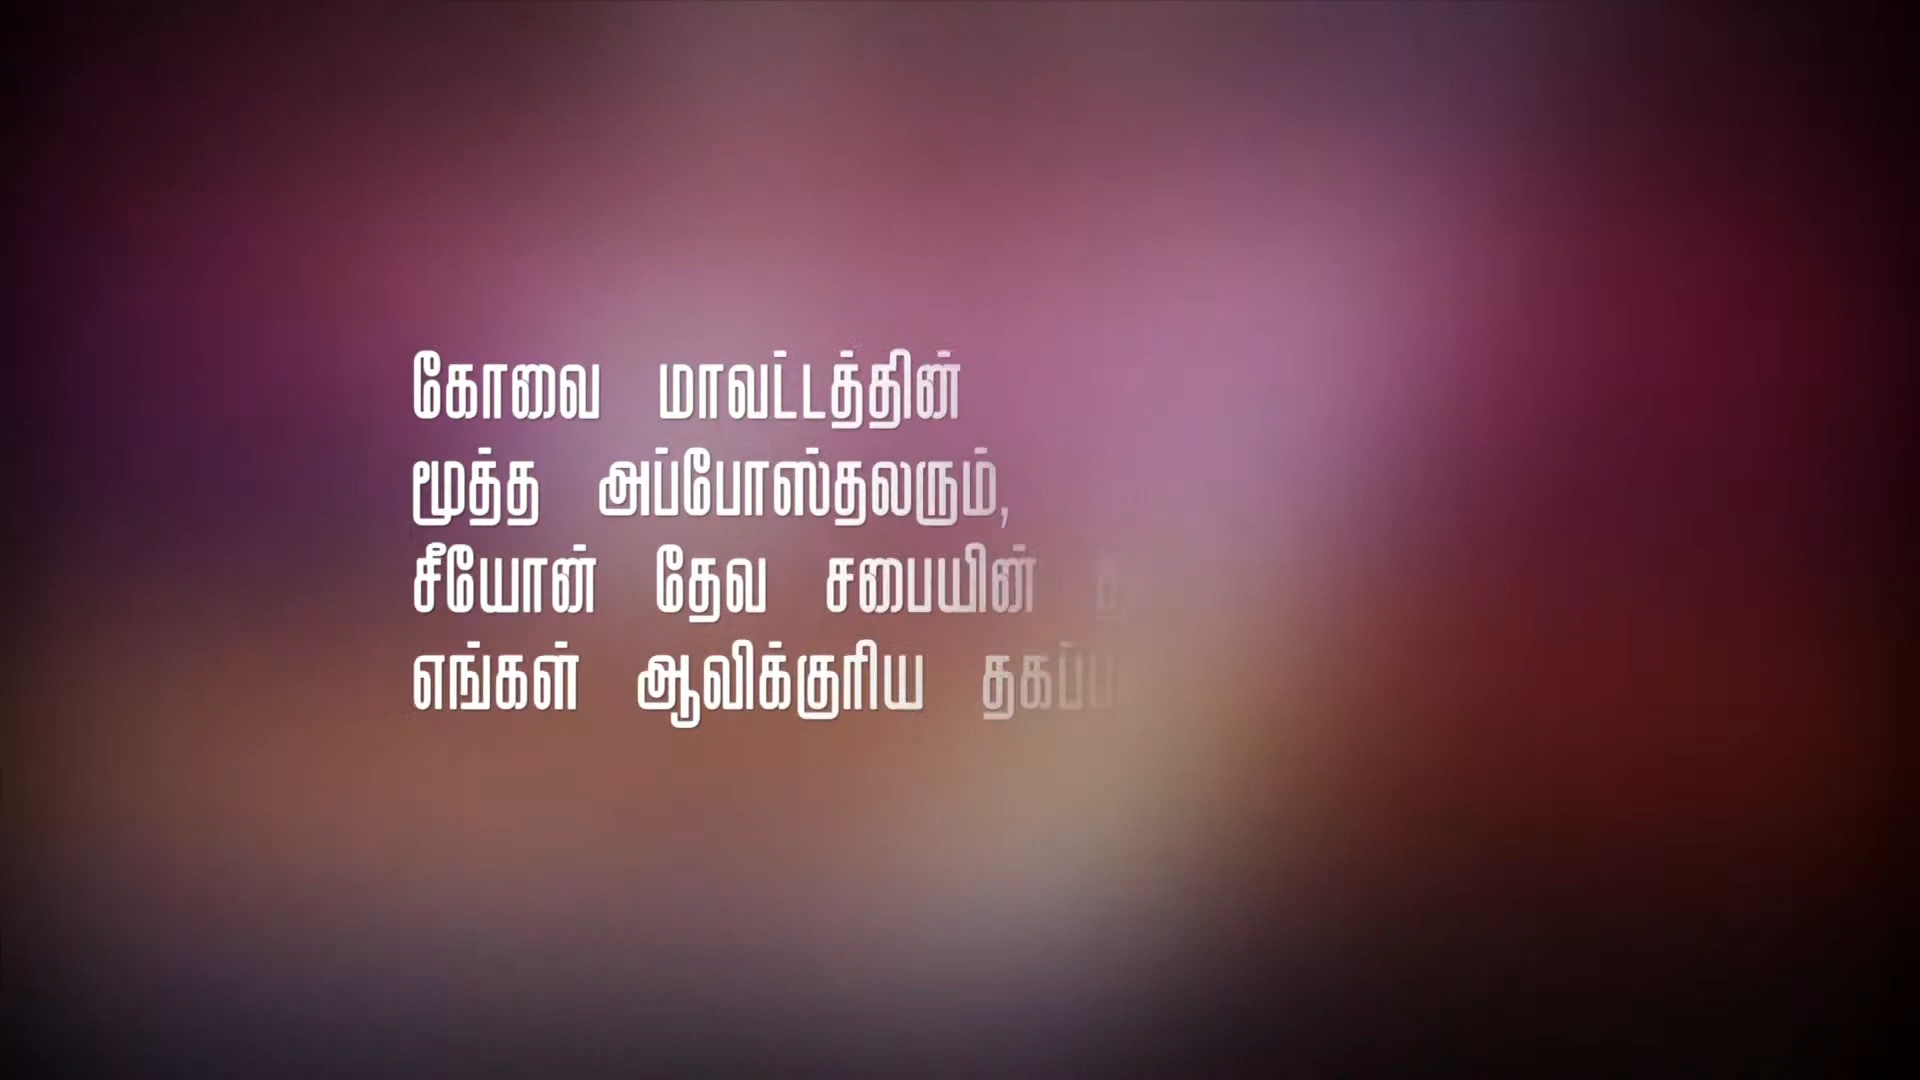 கோவை மாவட்டத்தின்
மூத்த அப்போஸ்தலரும்,
சீயோன் தேவ சபையின்
எங்கள் ஆவிக்குரிய